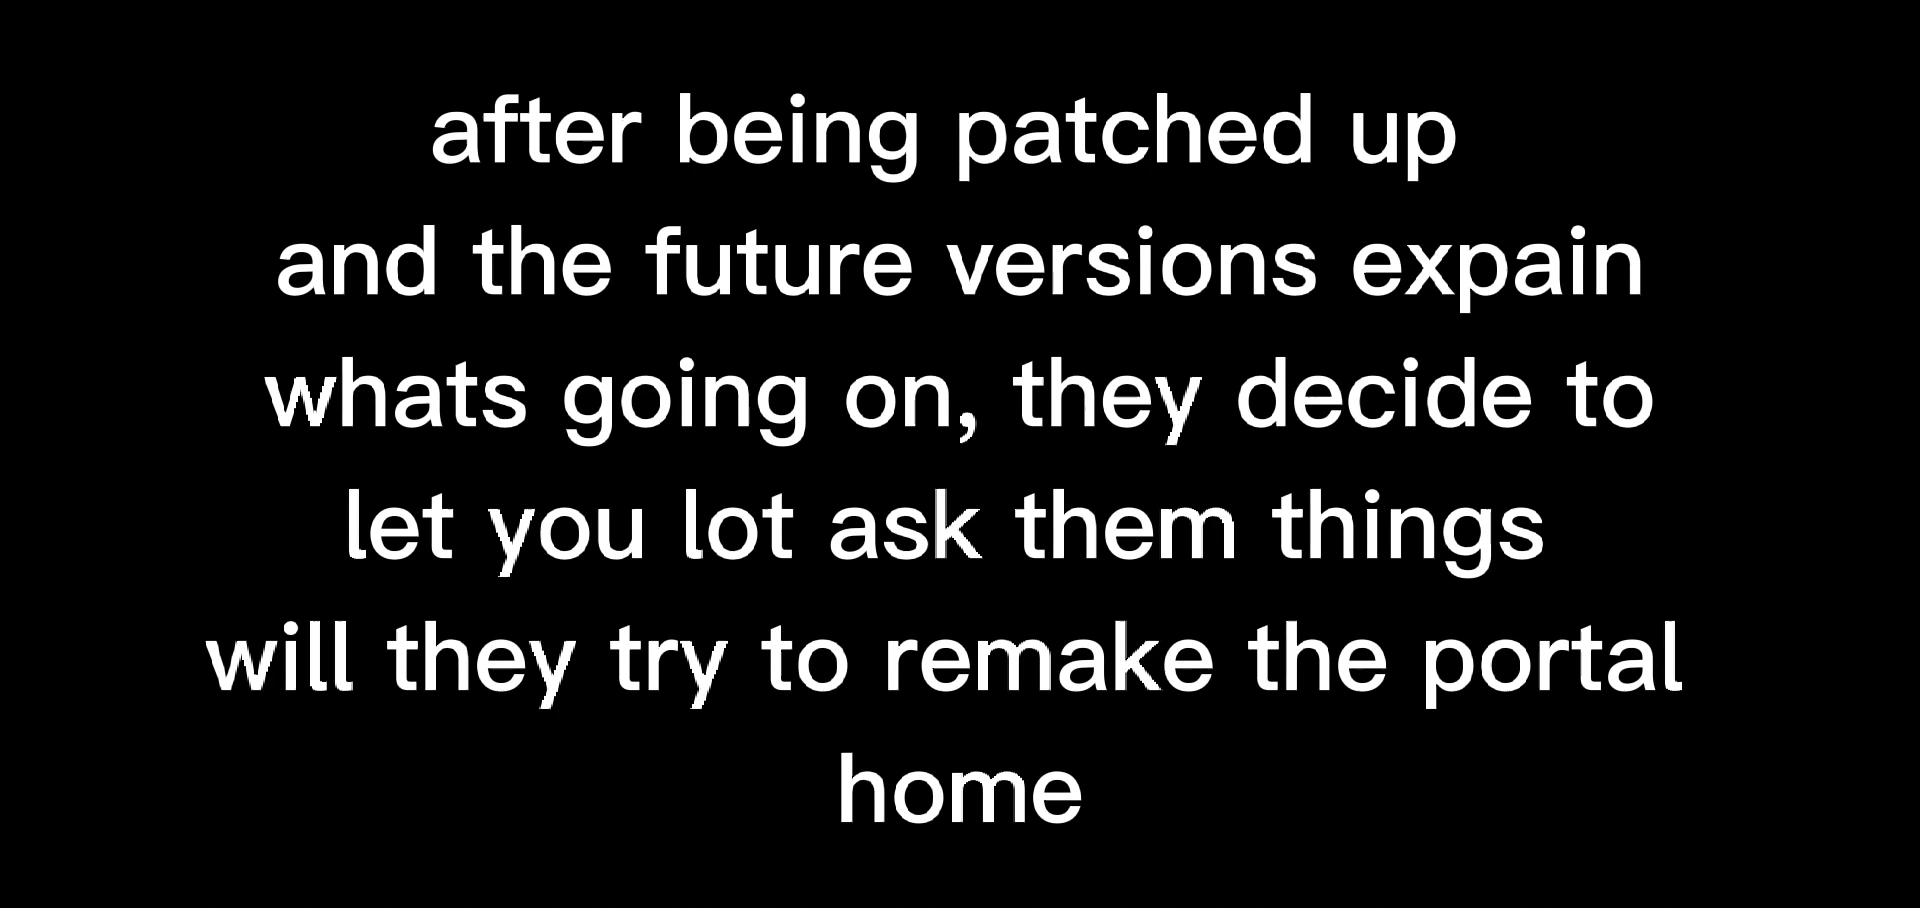 after being patched up
and the future versions expain
whats going on, they decide to
let you lot ask them things
will they try to remake the portal
home